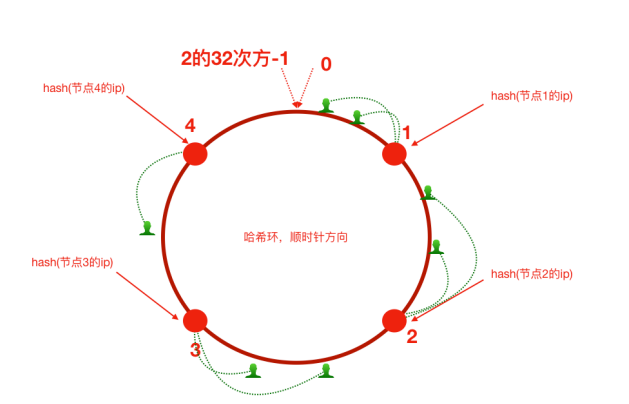 2的32次方-1
0
hash(节点4的ip)
hash(节点1的ip)
4
1
哈希环，顺时针方向
hash(节点3的ip)
hash(节点2的ip)
2
3